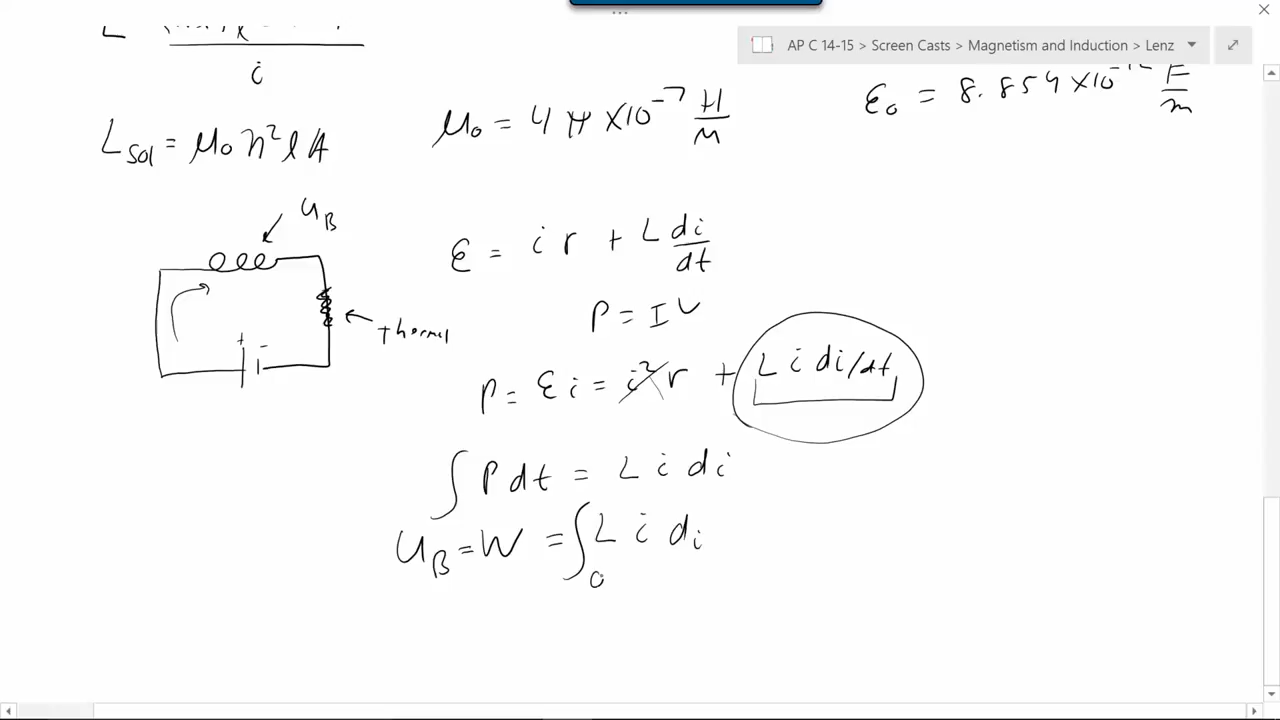 AP C 14-15 > Screen Casts > Magnetism and Induction > Lenz
i
L_sol = μ₀ n² l A
μ₀ = 4π × 10⁻⁷ H/m
ε₀ = 8.854 × 10⁻¹² F/m
U_B
thermal
+ -
ε = i r + L di/dt
P = I V
P = ε i = i² r + L i di/dt
∫ P dt = L i di
U_B = W = ∫₀ L i di